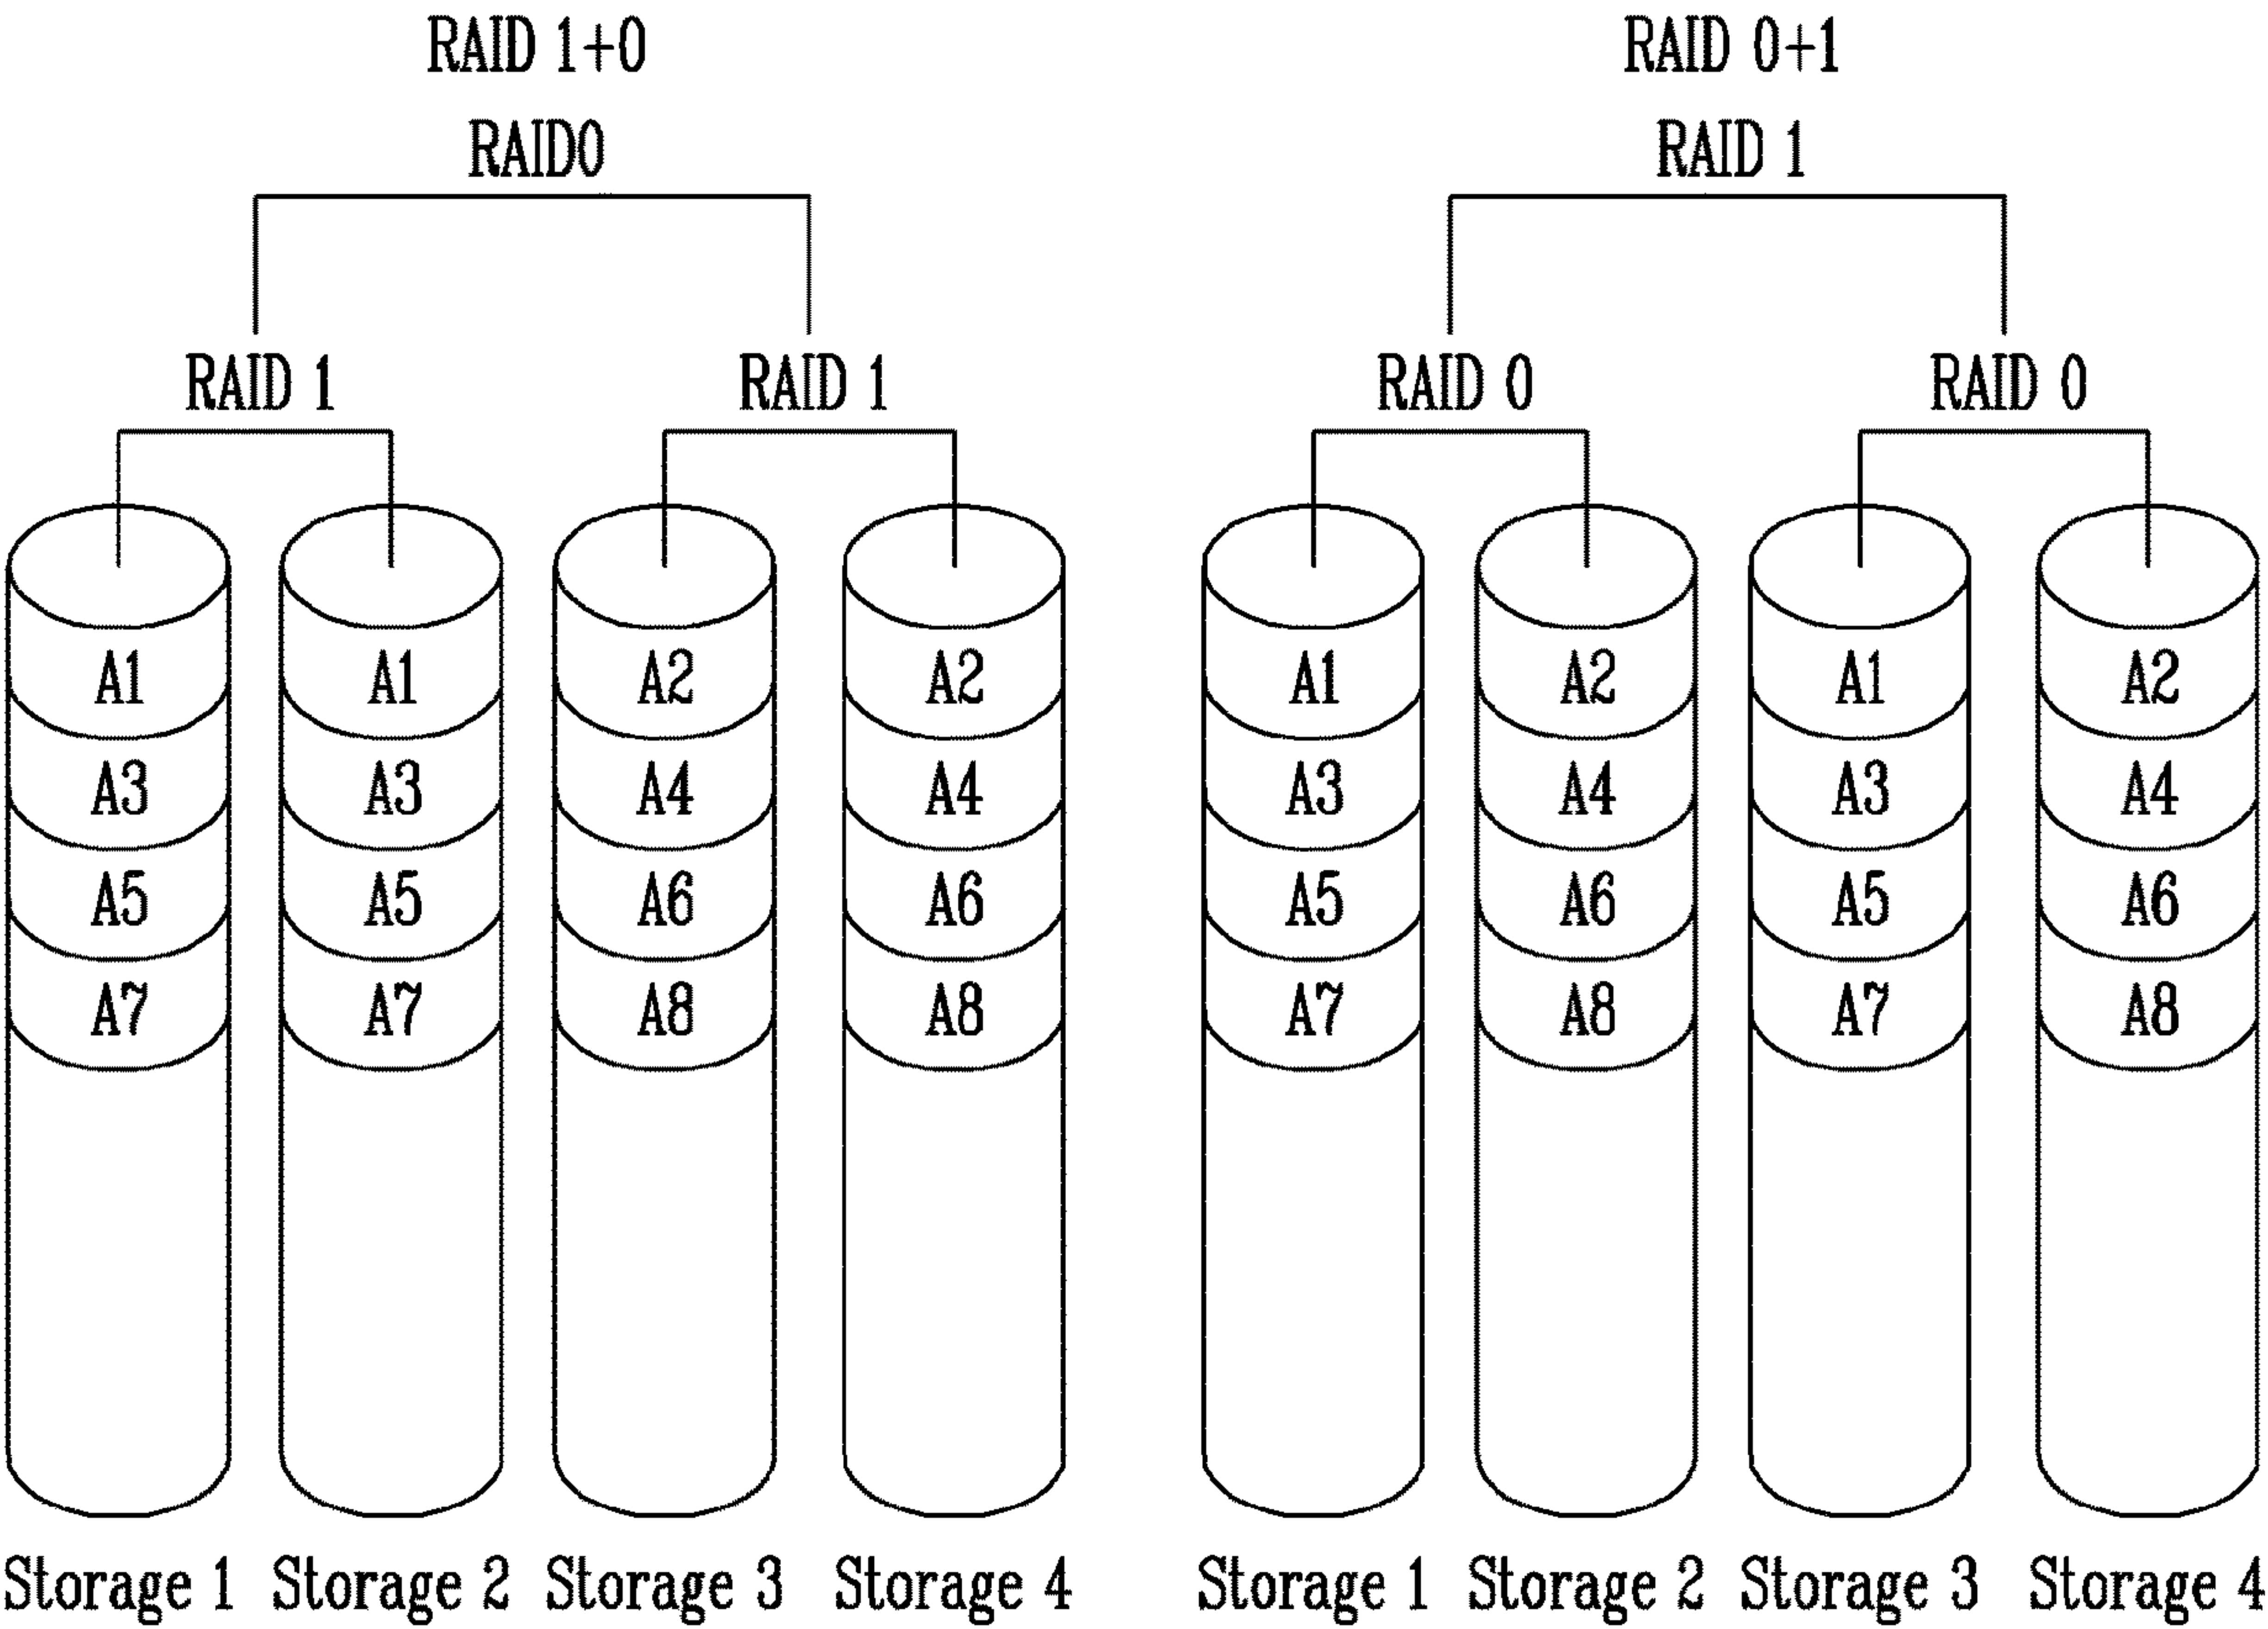 RAID 1+0
RAID0
RAID 1 RAID 1
A1 A1 A2 A2
A3 A3 A4 A4
A5 A5 A6 A6
A7 A7 A8 A8
Storage 1 Storage 2 Storage 3 Storage 4
RAID 0+1
RAID 1
RAID 0 RAID 0
A1 A2 A1 A2
A3 A4 A3 A4
A5 A6 A5 A6
A7 A8 A7 A8
Storage 1 Storage 2 Storage 3 Storage 4